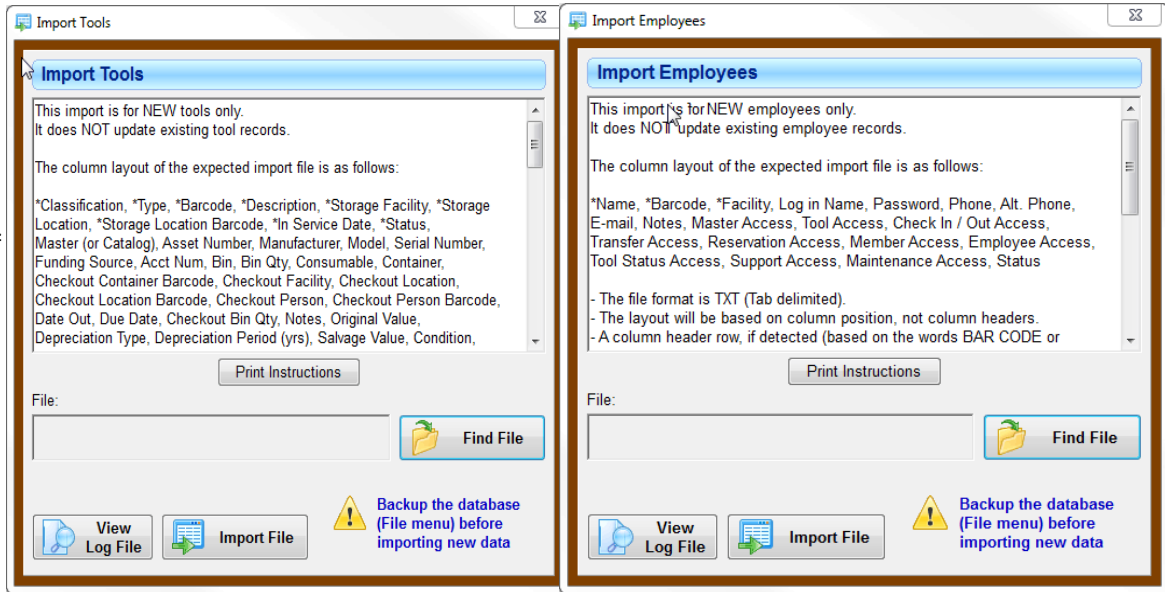 Import Tools
Import Tools
This import is for NEW tools only.
It does NOT update existing tool records.
The column layout of the expected import file is as follows:
*Classification, *Type, *Barcode, *Description, *Storage Facility, *Storage
Location, *Storage Location Barcode, *In Service Date, *Status,
Master (or Catalog), Asset Number, Manufacturer, Model, Serial Number,
Funding Source, Acct Num, Bin, Bin Qty, Consumable, Container,
Checkout Container Barcode, Checkout Facility, Checkout Location,
Checkout Location Barcode, Checkout Person, Checkout Person Barcode,
Date Out, Due Date, Checkout Bin Qty, Notes, Original Value,
Depreciation Type, Depreciation Period (yrs), Salvage Value, Condition,
Print Instructions
File:
Find File
View
Log File
Import File
Backup the database
(File menu) before
importing new data
Import Employees
Import Employees
This import is for NEW employees only.
It does NOT update existing employee records.
The column layout of the expected import file is as follows:
*Name, *Barcode, *Facility, Log in Name, Password, Phone, Alt. Phone,
E-mail, Notes, Master Access, Tool Access, Check In / Out Access,
Transfer Access, Reservation Access, Member Access, Employee Access,
Tool Status Access, Support Access, Maintenance Access, Status
- The file format is TXT (Tab delimited).
- The layout will be based on column position, not column headers.
- A column header row, if detected (based on the words BAR CODE or
Print Instructions
File:
Find File
View
Log File
Import File
Backup the database
(File menu) before
importing new data